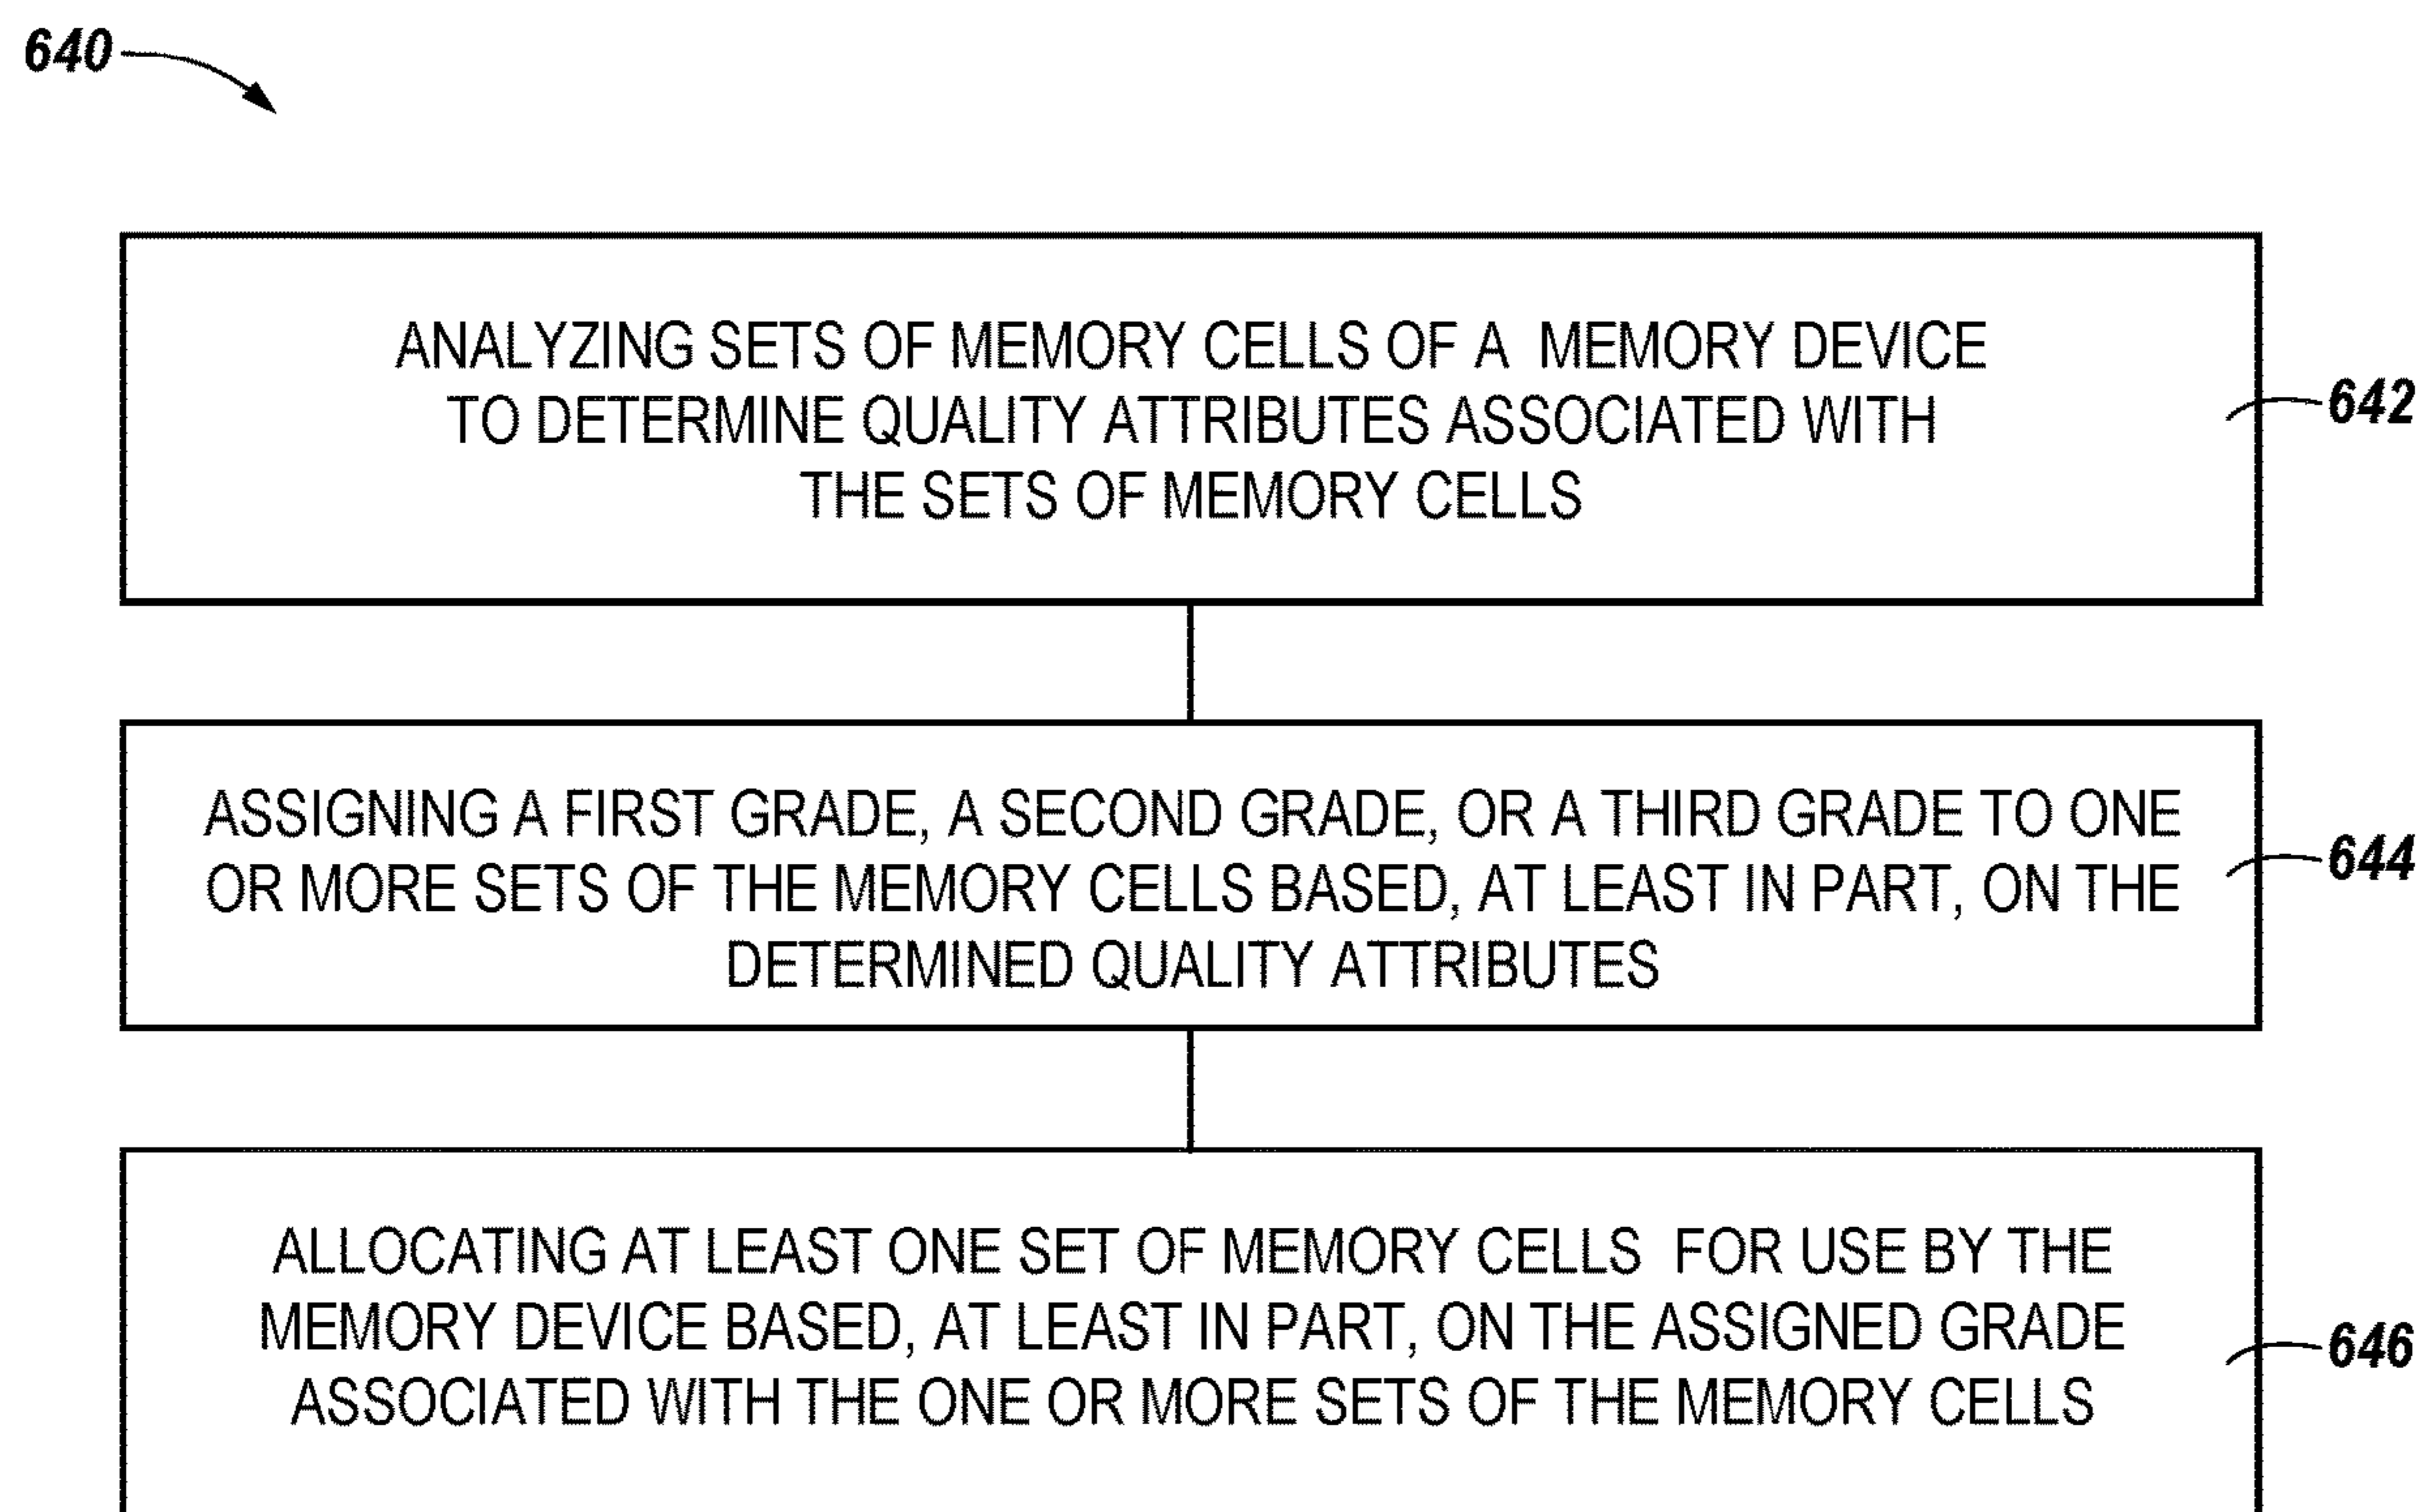 640
ANALYZING SETS OF MEMORY CELLS OF A MEMORY DEVICE
TO DETERMINE QUALITY ATTRIBUTES ASSOCIATED WITH
THE SETS OF MEMORY CELLS
642
ASSIGNING A FIRST GRADE, A SECOND GRADE, OR A THIRD GRADE TO ONE
OR MORE SETS OF THE MEMORY CELLS BASED, AT LEAST IN PART, ON THE
DETERMINED QUALITY ATTRIBUTES
644
ALLOCATING AT LEAST ONE SET OF MEMORY CELLS FOR USE BY THE
MEMORY DEVICE BASED, AT LEAST IN PART, ON THE ASSIGNED GRADE
ASSOCIATED WITH THE ONE OR MORE SETS OF THE MEMORY CELLS
646